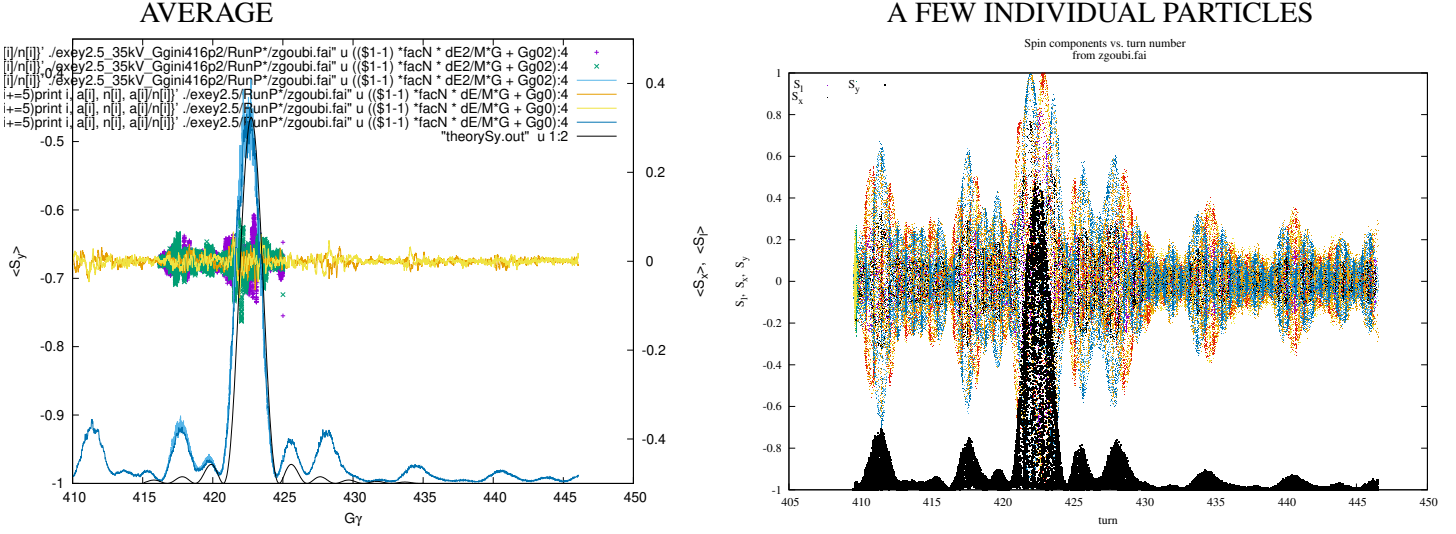 AVERAGE
[i]/n[i]}' ./exey2.5_35kV_Ggini416p2/RunP*/zgoubi.fai" u (($1-1) *facN * dE2/M*G + Gg02):4
[i]/n[i]}' ./exey2.5_35kV_Ggini416p2/RunP*/zgoubi.fai" u (($1-1) *facN * dE2/M*G + Gg02):4
[i]/n[i]}' ./exey2.5_35kV_Ggini416p2/RunP*/zgoubi.fai" u (($1-1) *facN * dE2/M*G + Gg02):4
i+=5)print i, a[i], n[i], a[i]/n[i]}' ./exey2.5/RunP*/zgoubi.fai" u (($1-1) *facN * dE/M*G + Gg0):4
i+=5)print i, a[i], n[i], a[i]/n[i]}' ./exey2.5/RunP*/zgoubi.fai" u (($1-1) *facN * dE/M*G + Gg0):4
i+=5)print i, a[i], n[i], a[i]/n[i]}' ./exey2.5/RunP*/zgoubi.fai" u (($1-1) *facN * dE/M*G + Gg0):4
"theorySy.out" u 1:2
-0.4
-0.5
-0.6
-0.7
-0.8
-0.9
-1
<Sy>
0.4
0.2
0
-0.2
-0.4
<Sx>, <Sl>
410 415 420 425 430 435 440 445 450
Gγ
A FEW INDIVIDUAL PARTICLES
Spin components vs. turn number
from zgoubi.fai
Sl Sy
Sx
1
0.8
0.6
0.4
0.2
0
-0.2
-0.4
-0.6
-0.8
-1
Sl, Sx, Sy
405 410 415 420 425 430 435 440 445 450
turn